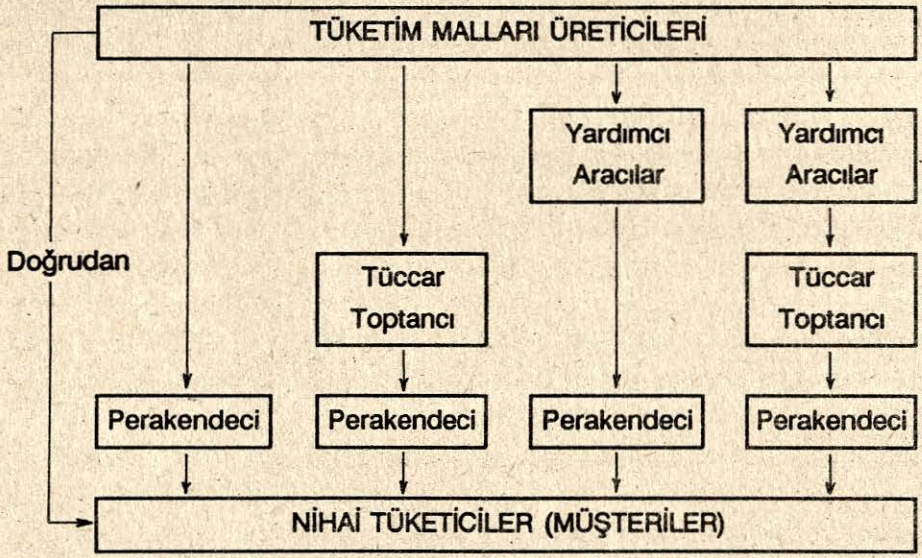 TÜKETİM MALLARI ÜRETİCİLERİ
Yardımcı
Aracılar
Yardımcı
Aracılar
Doğrudan
Tüccar
Toptancı
Tüccar
Toptancı
Perakendeci
Perakendeci
Perakendeci
Perakendeci
NİHAİ TÜKETİCİLER (MÜŞTERİLER)